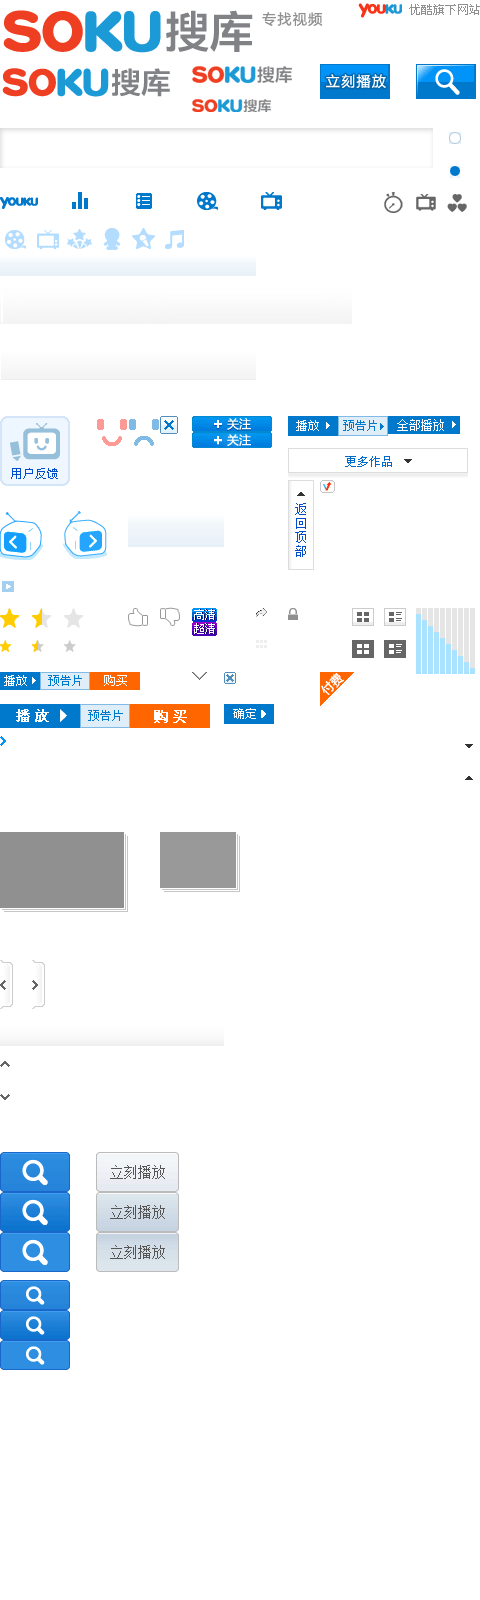 SOKU搜库 专找视频
YOUKU 优酷旗下网站
SOKU搜库
SOKU搜库
立刻播放
SOKU搜库
YOUKU
用户反馈
+ 关注
+ 关注
播放 预告片 全部播放
更多作品
返回顶部
高清
超清
播放 预告片 购买
付费
播放 预告片 购买
确定
立刻播放
立刻播放
立刻播放